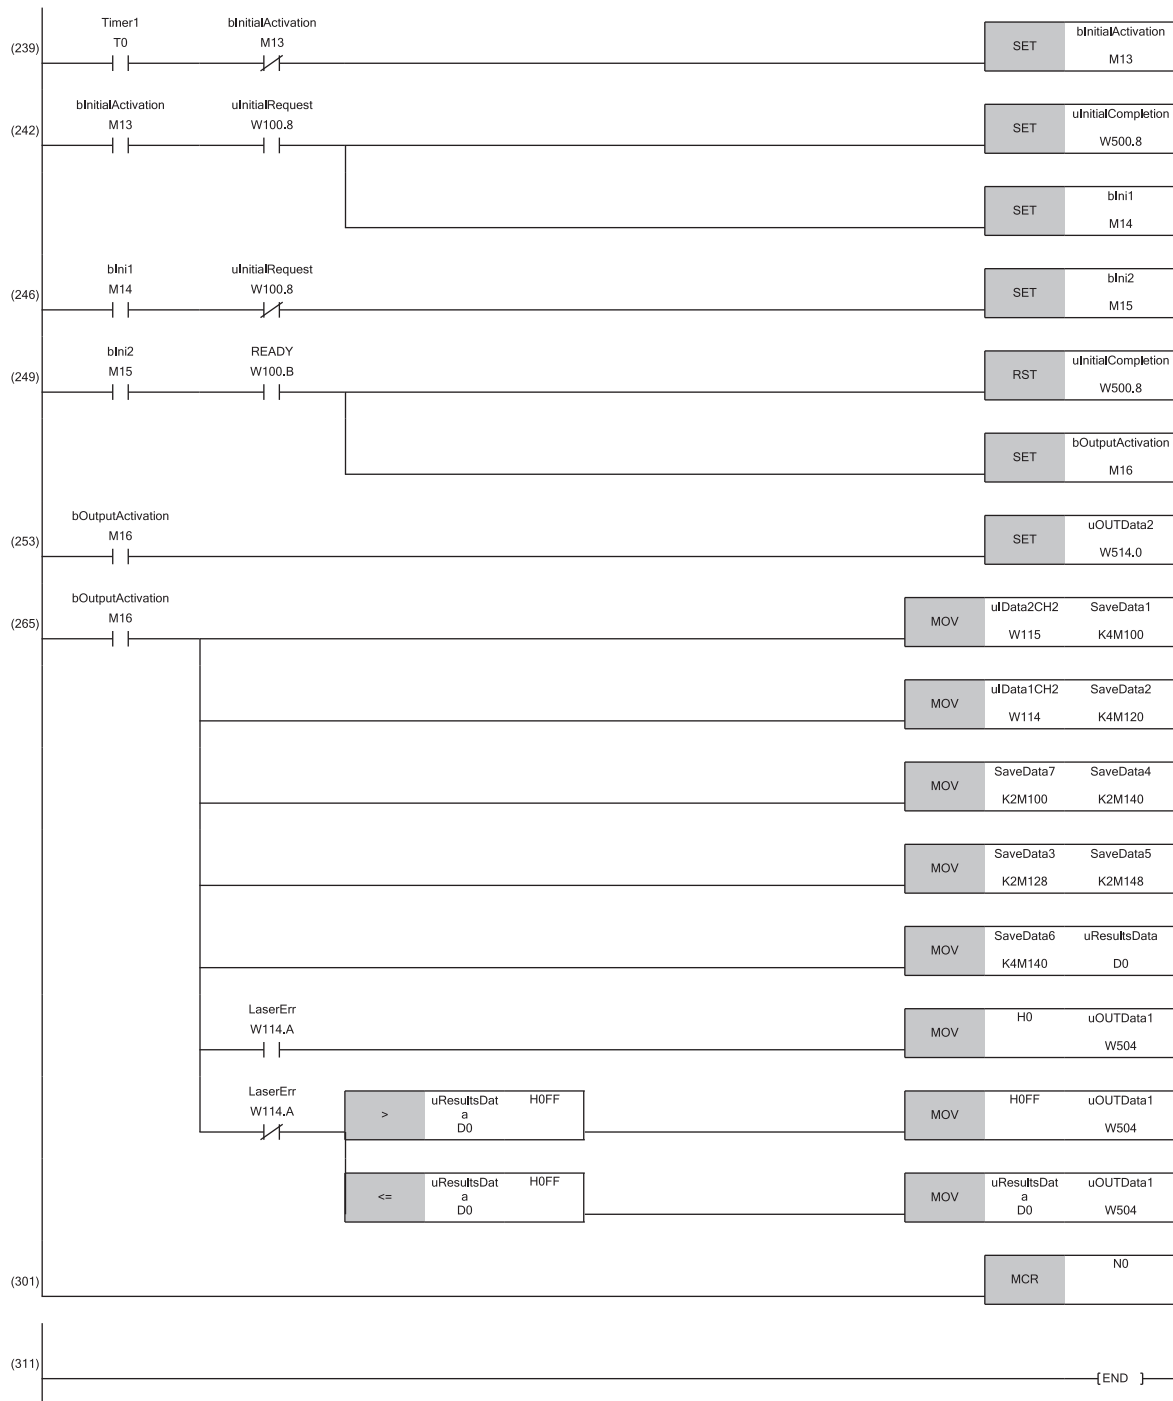 Timer1 bInitialActivation bInitialActivation
(239) T0 M13 SET M13
bInitialActivation uInitialRequest uInitialCompletion
(242) M13 W100.8 SET W500.8
bIni1
SET M14
bIni1 uInitialRequest bIni2
(246) M14 W100.8 SET M15
bIni2 READY uInitialCompletion
(249) M15 W100.B RST W500.8
bOutputActivation
SET M16
bOutputActivation uOUTData2
(253) M16 SET W514.0
bOutputActivation uIData2CH2 SaveData1
(265) M16 MOV W115 K4M100
uIData1CH2 SaveData2
MOV W114 K4M120
SaveData7 SaveData4
MOV K2M100 K2M140
SaveData3 SaveData5
MOV K2M128 K2M148
SaveData6 uResultsData
MOV K4M140 D0
LaserErr H0 uOUTData1
W114.A MOV W504
LaserErr uResultsDat H0FF H0FF uOUTData1
W114.A > a MOV W504
D0
uResultsDat H0FF uResultsDat uOUTData1
<= a MOV a
D0 D0 W504
N0
(301) MCR
(311) END